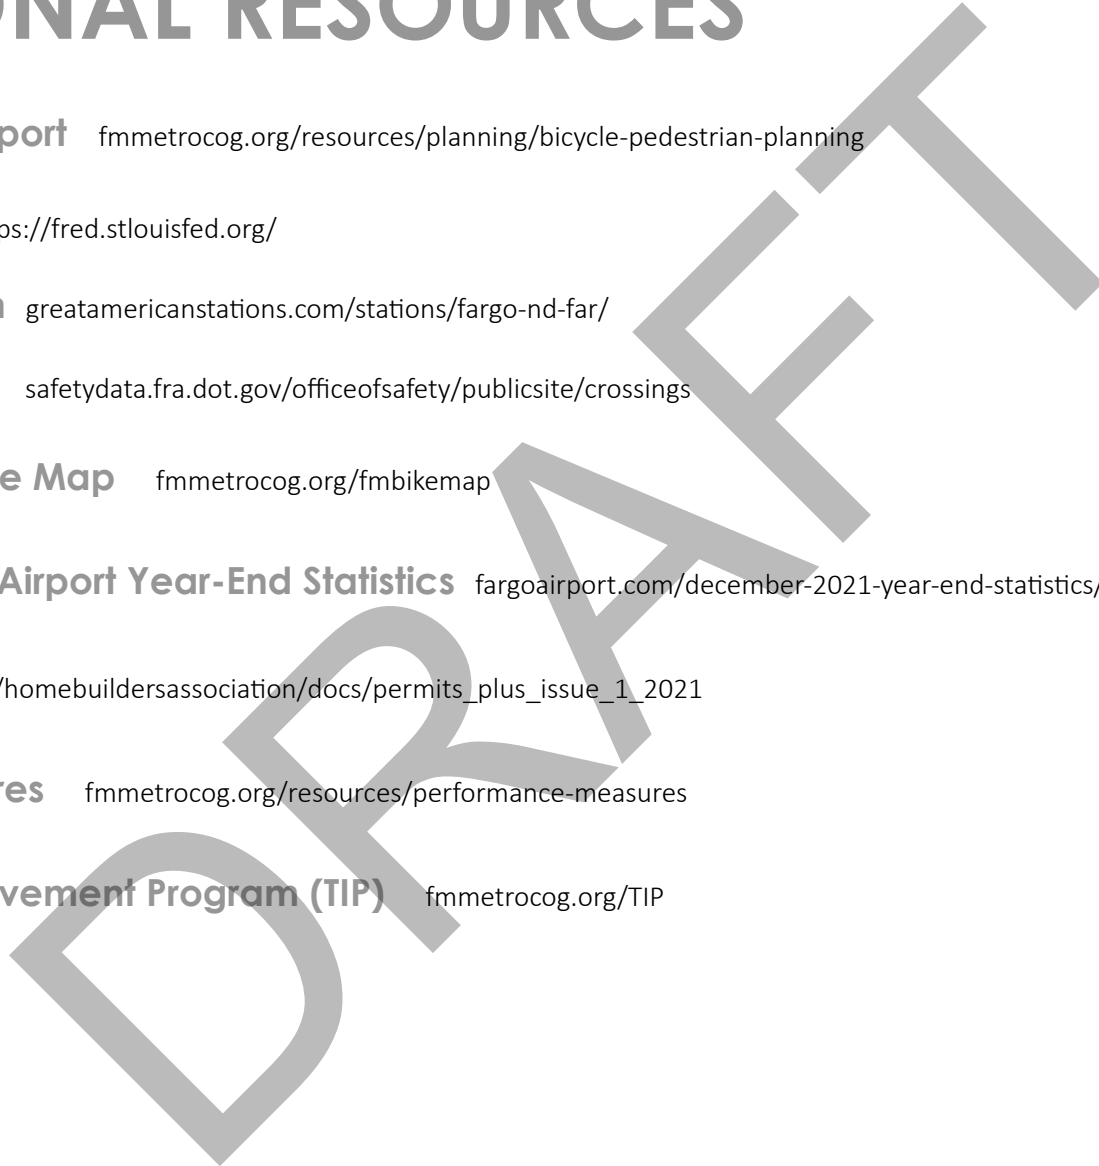 ONAL RESOURCES
port fmmetrocog.org/resources/planning/bicycle-pedestrian-planning
ps://fred.stlouisfed.org/
n greatamericanstations.com/stations/fargo-nd-far/
safetydata.fra.dot.gov/officeofsafety/publicsite/crossings
e Map fmmetrocog.org/fmbikemap
Airport Year-End Statistics fargoairport.com/december-2021-year-end-statistics/
/homebuildersassociation/docs/permits_plus_issue_1_2021
res fmmetrocog.org/resources/performance-measures
vement Program (TIP) fmmetrocog.org/TIP
DRAFT